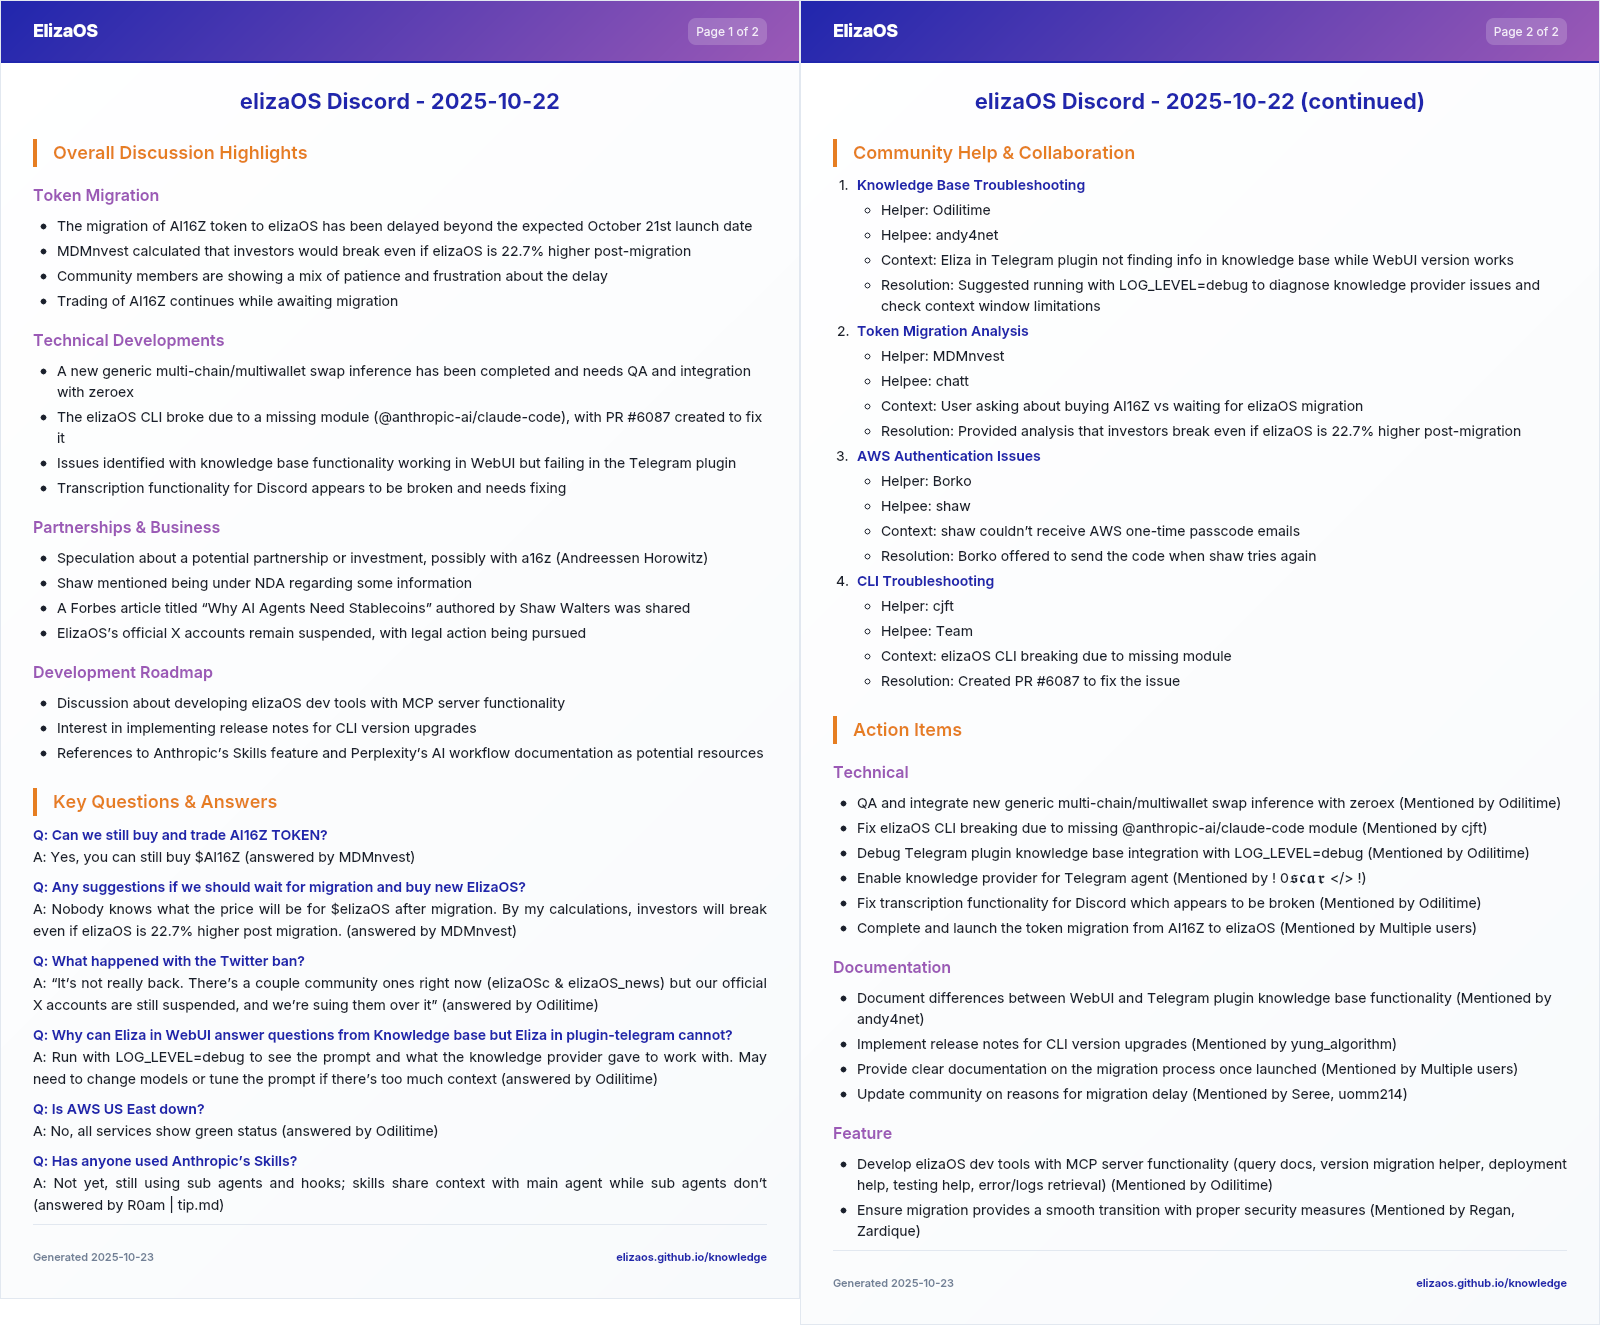 ElizaOS
Page 1 of 2
elizaOS Discord - 2025-10-22
Overall Discussion Highlights
Token Migration
• The migration of AI16Z token to elizaOS has been delayed beyond the expected October 21st launch date
• MDMnvest calculated that investors would break even if elizaOS is 22.7% higher post-migration
• Community members are showing a mix of patience and frustration about the delay
• Trading of AI16Z continues while awaiting migration
Technical Developments
• A new generic multi-chain/multiwallet swap inference has been completed and needs QA and integration
with zeroex
• The elizaOS CLI broke due to a missing module (@anthropic-ai/claude-code), with PR #6087 created to fix
it
• Issues identified with knowledge base functionality working in WebUI but failing in the Telegram plugin
• Transcription functionality for Discord appears to be broken and needs fixing
Partnerships & Business
• Speculation about a potential partnership or investment, possibly with a16z (Andreessen Horowitz)
• Shaw mentioned being under NDA regarding some information
• A Forbes article titled “Why AI Agents Need Stablecoins” authored by Shaw Walters was shared
• ElizaOS’s official X accounts remain suspended, with legal action being pursued
Development Roadmap
• Discussion about developing elizaOS dev tools with MCP server functionality
• Interest in implementing release notes for CLI version upgrades
• References to Anthropic’s Skills feature and Perplexity’s AI workflow documentation as potential resources
Key Questions & Answers
Q: Can we still buy and trade AI16Z TOKEN?
A: Yes, you can still buy $AI16Z (answered by MDMnvest)
Q: Any suggestions if we should wait for migration and buy new ElizaOS?
A: Nobody knows what the price will be for $elizaOS after migration. By my calculations, investors will break
even if elizaOS is 22.7% higher post migration. (answered by MDMnvest)
Q: What happened with the Twitter ban?
A: “It’s not really back. There’s a couple community ones right now (elizaOSc & elizaOS_news) but our official
X accounts are still suspended, and we’re suing them over it” (answered by Odilitime)
Q: Why can Eliza in WebUI answer questions from Knowledge base but Eliza in plugin-telegram cannot?
A: Run with LOG_LEVEL=debug to see the prompt and what the knowledge provider gave to work with. May
need to change models or tune the prompt if there’s too much context (answered by Odilitime)
Q: Is AWS US East down?
A: No, all services show green status (answered by Odilitime)
Q: Has anyone used Anthropic’s Skills?
A: Not yet, still using sub agents and hooks; skills share context with main agent while sub agents don’t
(answered by R0am | tip.md)
Generated 2025-10-23
elizaos.github.io/knowledge
ElizaOS
Page 2 of 2
elizaOS Discord - 2025-10-22 (continued)
Community Help & Collaboration
1. Knowledge Base Troubleshooting
◦ Helper: Odilitime
◦ Helpee: andy4net
◦ Context: Eliza in Telegram plugin not finding info in knowledge base while WebUI version works
◦ Resolution: Suggested running with LOG_LEVEL=debug to diagnose knowledge provider issues and
check context window limitations
2. Token Migration Analysis
◦ Helper: MDMnvest
◦ Helpee: chatt
◦ Context: User asking about buying AI16Z vs waiting for elizaOS migration
◦ Resolution: Provided analysis that investors break even if elizaOS is 22.7% higher post-migration
3. AWS Authentication Issues
◦ Helper: Borko
◦ Helpee: shaw
◦ Context: shaw couldn’t receive AWS one-time passcode emails
◦ Resolution: Borko offered to send the code when shaw tries again
4. CLI Troubleshooting
◦ Helper: cjft
◦ Helpee: Team
◦ Context: elizaOS CLI breaking due to missing module
◦ Resolution: Created PR #6087 to fix the issue
Action Items
Technical
• QA and integrate new generic multi-chain/multiwallet swap inference with zeroex (Mentioned by Odilitime)
• Fix elizaOS CLI breaking due to missing @anthropic-ai/claude-code module (Mentioned by cjft)
• Debug Telegram plugin knowledge base integration with LOG_LEVEL=debug (Mentioned by Odilitime)
• Enable knowledge provider for Telegram agent (Mentioned by ! 0𝖘𝖈𝖆𝖗 </> !)
• Fix transcription functionality for Discord which appears to be broken (Mentioned by Odilitime)
• Complete and launch the token migration from AI16Z to elizaOS (Mentioned by Multiple users)
Documentation
• Document differences between WebUI and Telegram plugin knowledge base functionality (Mentioned by
andy4net)
• Implement release notes for CLI version upgrades (Mentioned by yung_algorithm)
• Provide clear documentation on the migration process once launched (Mentioned by Multiple users)
• Update community on reasons for migration delay (Mentioned by Seree, uomm214)
Feature
• Develop elizaOS dev tools with MCP server functionality (query docs, version migration helper, deployment
help, testing help, error/logs retrieval) (Mentioned by Odilitime)
• Ensure migration provides a smooth transition with proper security measures (Mentioned by Regan,
Zardique)
Generated 2025-10-23
elizaos.github.io/knowledge